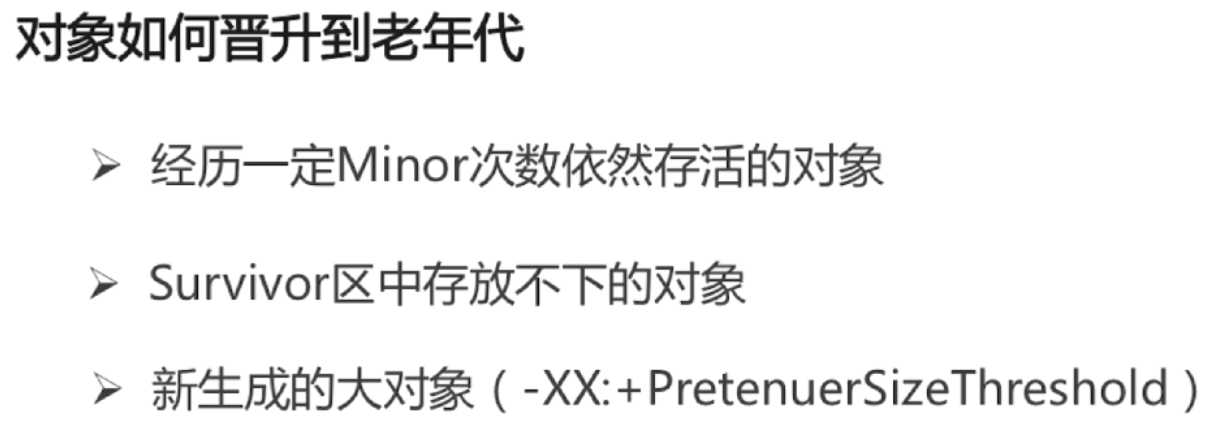 对象如何晋升到老年代
➢ 经历一定Minor次数依然存活的对象
➢ Survivor区中存放不下的对象
➢ 新生成的大对象（-XX:+PretenuerSizeThreshold）